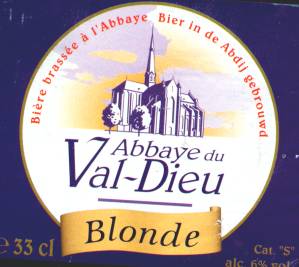 Bière brassée à l'Abbaye Bier in de Abdij gebrouwd
Abbaye du
Val-Dieu
Blonde
e 33 cl
Cat. "S"
alc. 6% vol.